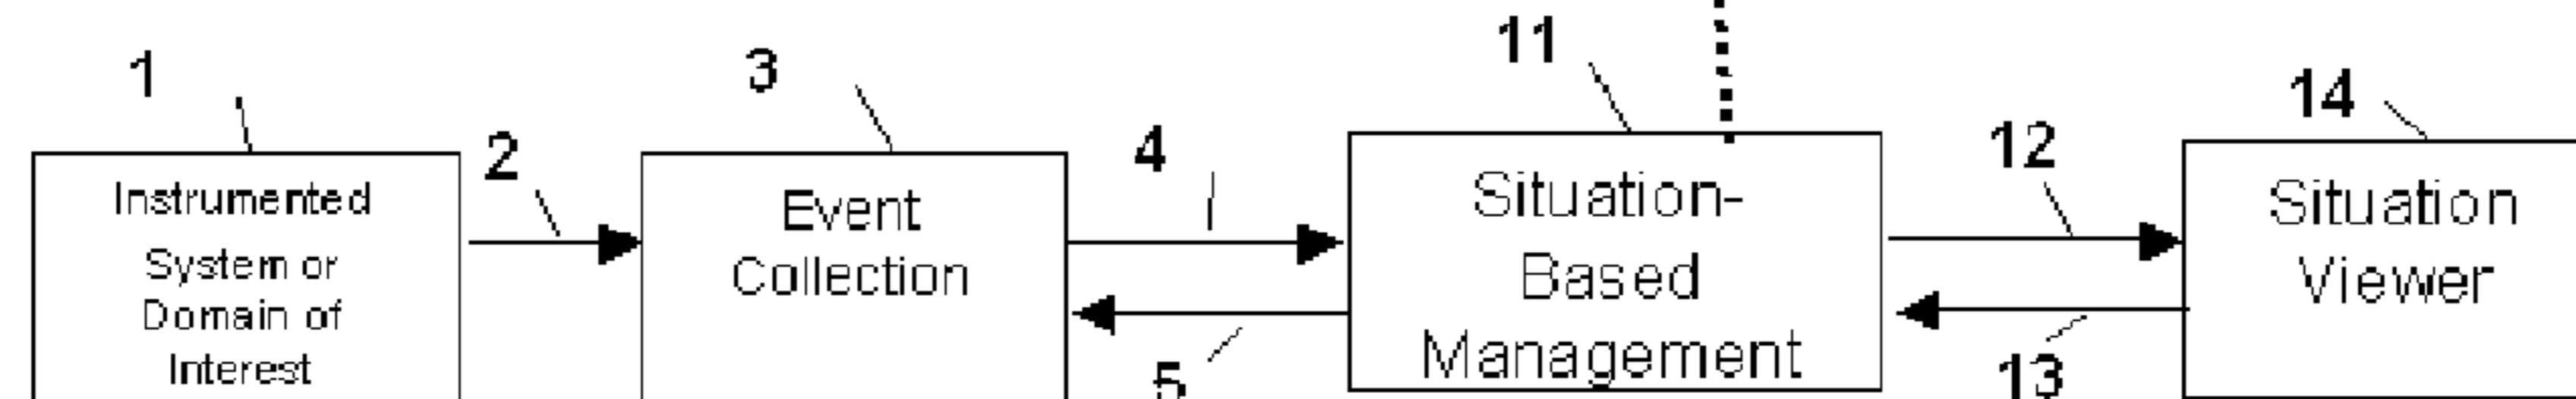 1
3
11
14
2
4
12
Instrumented
System or
Domain of
Interest
Event
Collection
Situation-
Based
Management
Situation
Viewer
5
13